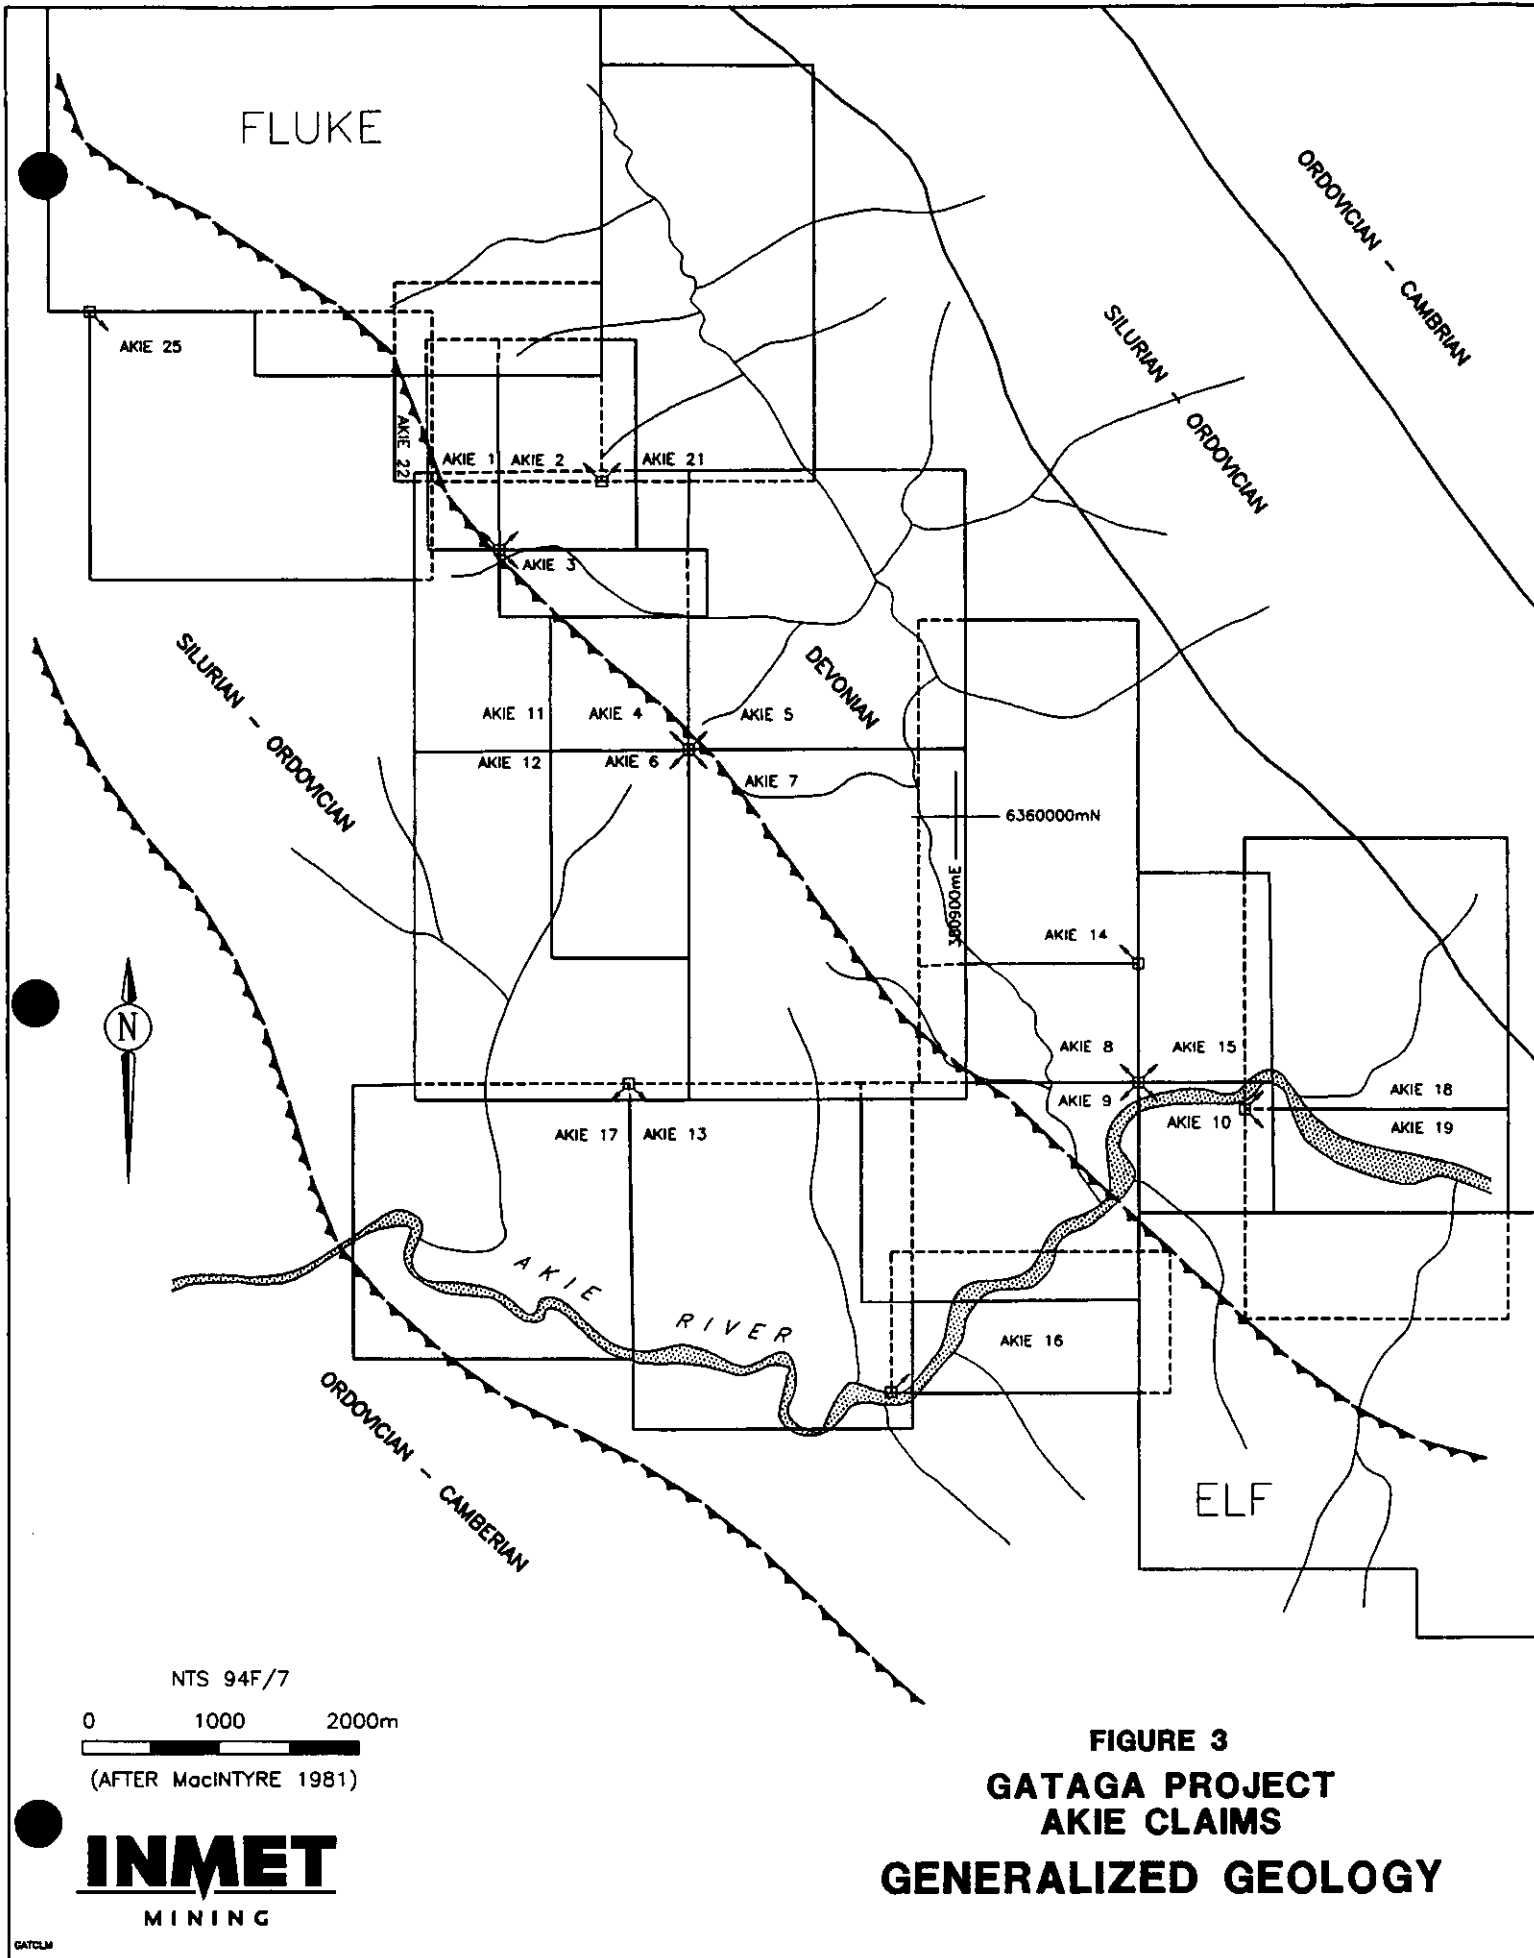 FLUKE
ORDOVICIAN - CAMBRIAN
SILURIAN - ORDOVICIAN
AKIE 25
AKIE 22
AKIE 1
AKIE 2
AKIE 21
AKIE 3
SILURIAN - ORDOVICIAN
DEVONIAN
AKIE 11
AKIE 4
AKIE 5
AKIE 12
AKIE 6
AKIE 7
6360000mN
380900mE
AKIE 14
N
AKIE 8
AKIE 15
AKIE 9
AKIE 18
AKIE 10
AKIE 19
AKIE 17
AKIE 13
AKIE RIVER
AKIE 16
ORDOVICIAN - CAMBERIAN
ELF
NTS 94F/7
0 1000 2000m
(AFTER MacINTYRE 1981)
INMET
MINING
FIGURE 3
GATAGA PROJECT
AKIE CLAIMS
GENERALIZED GEOLOGY
GATCLM